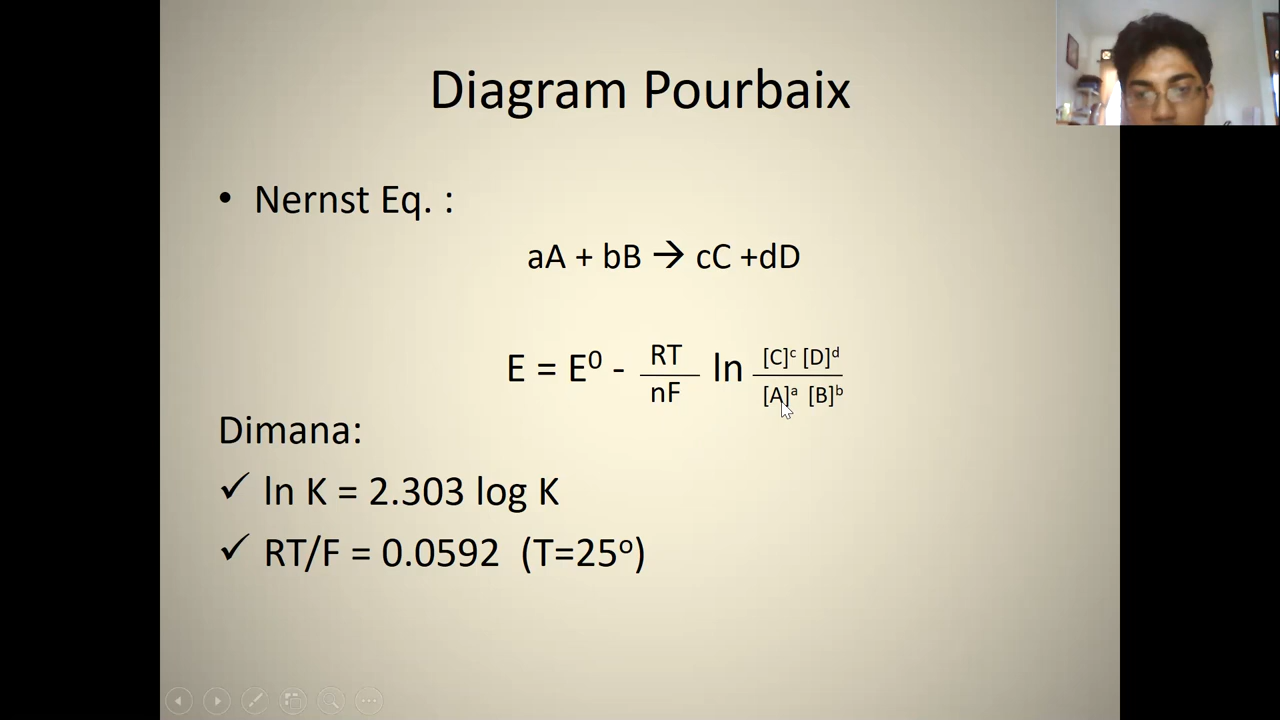 Diagram Pourbaix
• Nernst Eq. :
aA + bB → cC +dD
E = E⁰ - RT/nF ln [C]ᶜ [D]ᵈ / [A]ᵃ [B]ᵇ
Dimana:
✓ ln K = 2.303 log K
✓ RT/F = 0.0592 (T=25º)